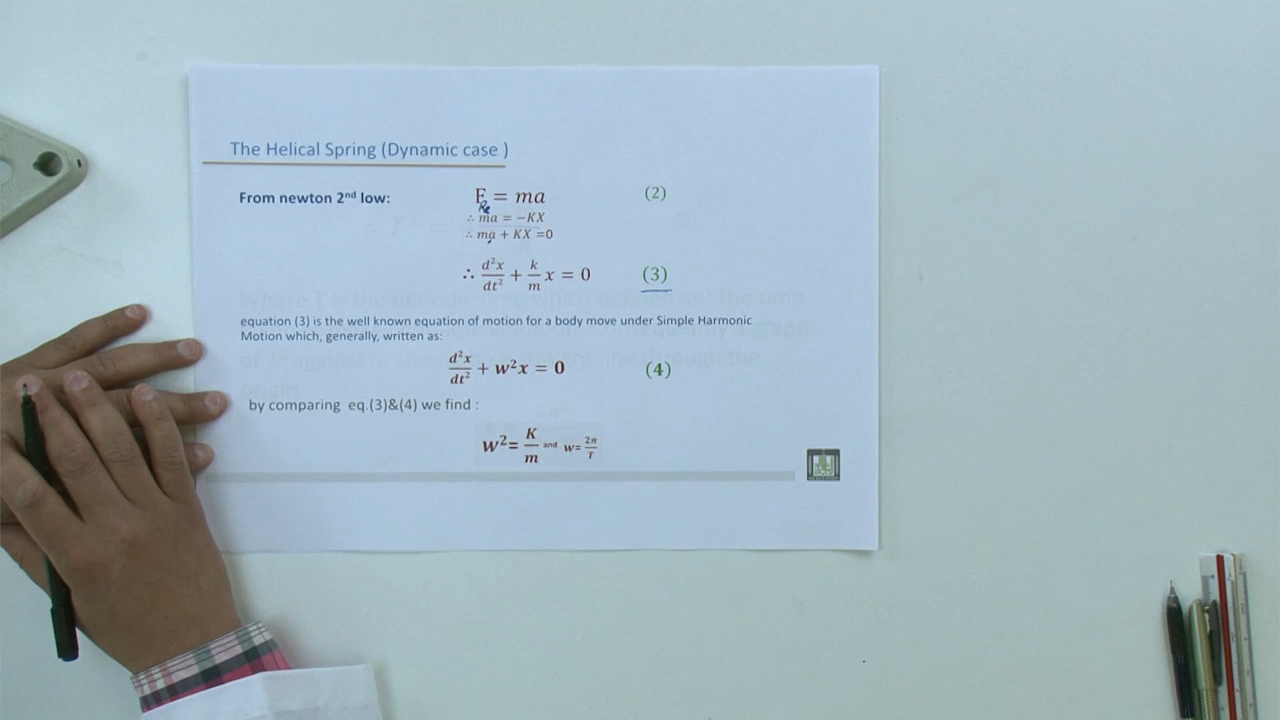 The Helical Spring (Dynamic case )
From newton 2nd low: F = ma (2)
Re
∴ ma = −KX
∴ ma + KX =0
∴ d²x/dt² + k/m x = 0 (3)
equation (3) is the well known equation of motion for a body move under Simple Harmonic
Motion which, generally, written as:
d²x/dt² + w²x = 0 (4)
by comparing eq.(3)&(4) we find :
w²= K/m and w= 2π/T